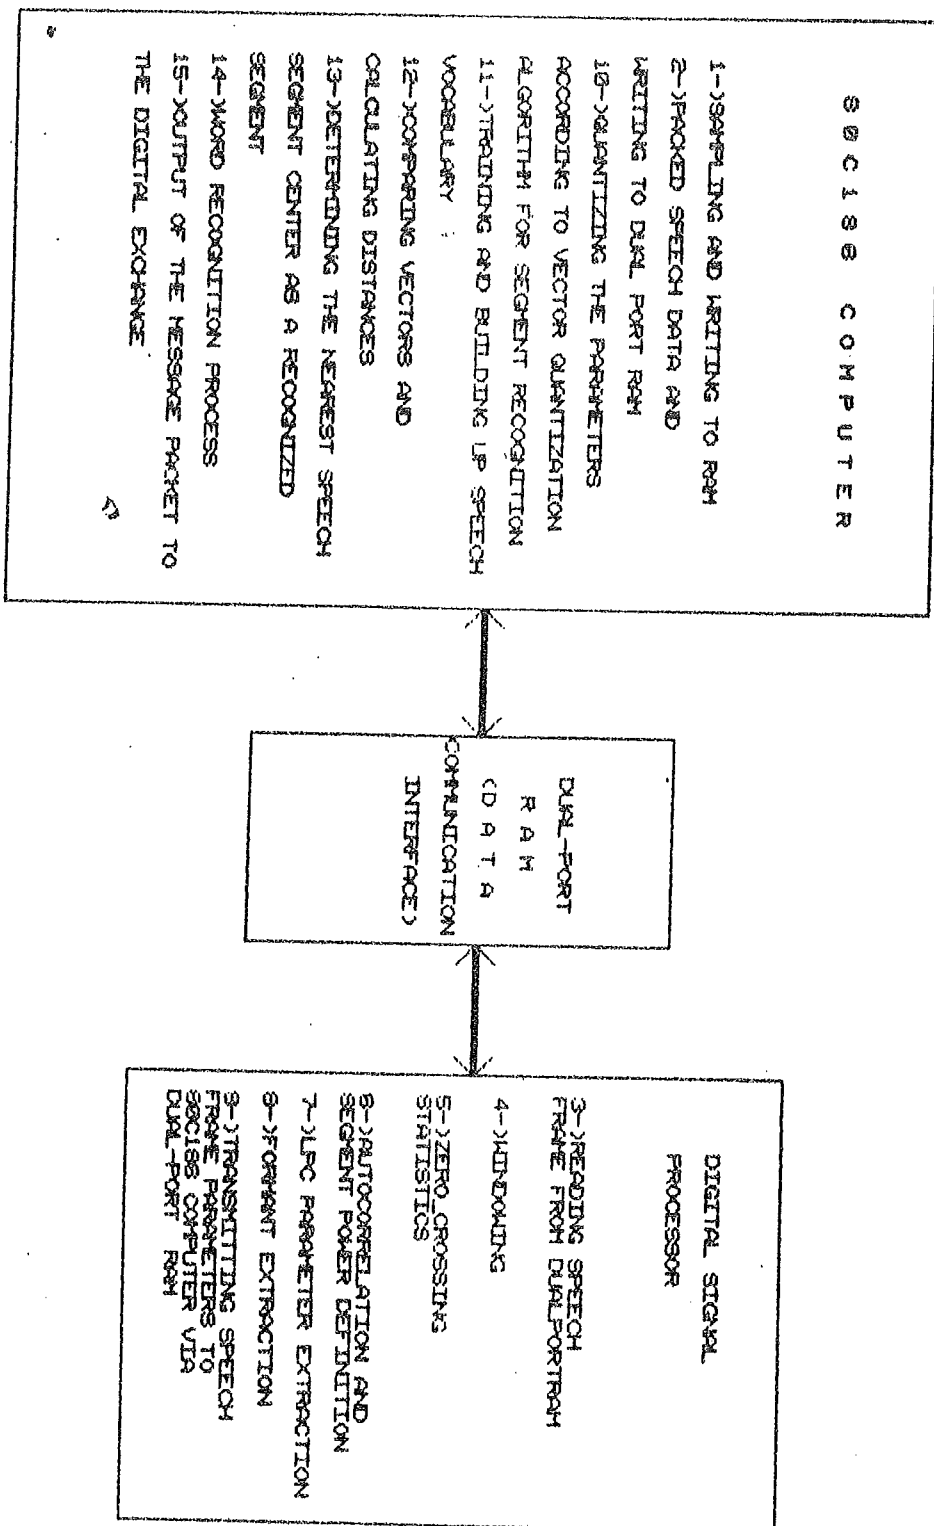 80C188 COMPUTER
1->SAMPLING AND WRITING TO RAM
2->PACKED SPEECH DATA AND
WRITING TO DUAL PORT RAM
10->QUANTIZING THE PARAMETERS
ACCORDING TO VECTOR QUANTIZATION
ALGORITHM FOR SEGMENT RECOGNITION
11->TRAINING AND BUILDING UP SPEECH
VOCABULARY
12->COMPARING VECTORS AND
CALCULATING DISTANCES
13->DETERMINING THE NEAREST SPEECH
SEGMENT CENTER AS A RECOGNIZED
SEGMENT
14->WORD RECOGNITION PROCESS
15->OUTPUT OF THE MESSAGE PACKET TO
THE DIGITAL EXCHANGE
DUAL-PORT
RAM
(DATA
COMMUNICATION
INTERFACE)
DIGITAL SIGNAL
PROCESSOR
3->READING SPEECH
FRAME FROM DUALPORTRAM
4->WINDOWING
5->ZERO_CROSSING
STATISTICS
6->AUTOCORRELATION AND
SEGMENT POWER DEFINITION
7->LPC PARAMETER EXTRACTION
8->FORMANT EXTRACTION
9->TRANSMITTING SPEECH
FRAME PARAMETERS TO
80C188 COMPUTER VIA
DUAL-PORT RAM